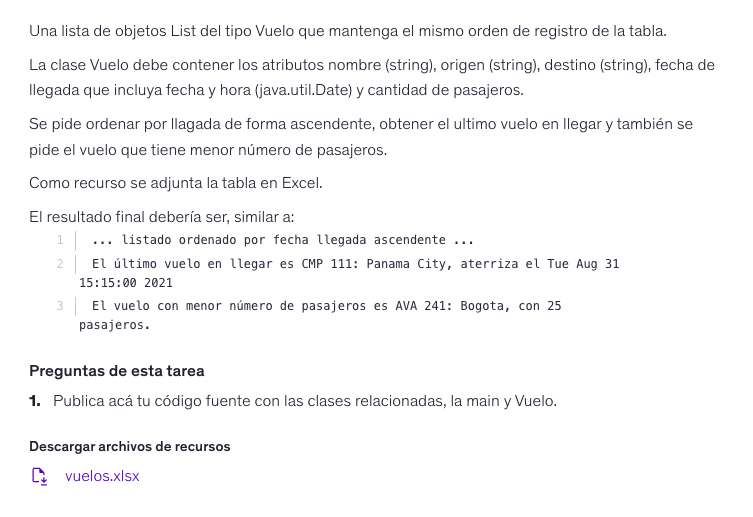 Una lista de objetos List del tipo Vuelo que mantenga el mismo orden de registro de la tabla.
La clase Vuelo debe contener los atributos nombre (string), origen (string), destino (string), fecha de
llegada que incluya fecha y hora (java.util.Date) y cantidad de pasajeros.
Se pide ordenar por llagada de forma ascendente, obtener el ultimo vuelo en llegar y también se
pide el vuelo que tiene menor número de pasajeros.
Como recurso se adjunta la tabla en Excel.
El resultado final debería ser, similar a:
1 ... listado ordenado por fecha llegada ascendente ...
2 El último vuelo en llegar es CMP 111: Panama City, aterriza el Tue Aug 31
15:15:00 2021
3 El vuelo con menor número de pasajeros es AVA 241: Bogota, con 25
pasajeros.
Preguntas de esta tarea
1. Publica acá tu código fuente con las clases relacionadas, la main y Vuelo.
Descargar archivos de recursos
vuelos.xlsx